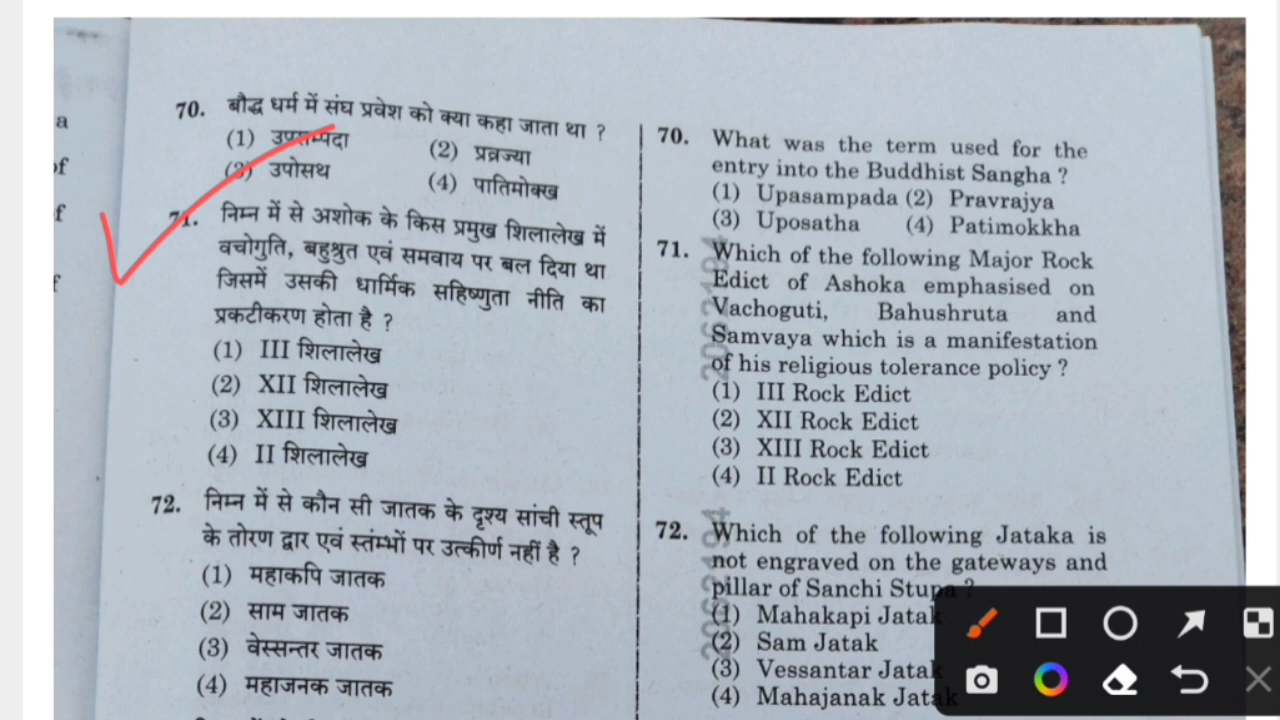 a
of
f
f
70. बौद्ध धर्म में संघ प्रवेश को क्या कहा जाता था ?
(1) उपसम्पदा (2) प्रव्रज्या
(3) उपोसथ (4) पातिमोक्ख
71. निम्न में से अशोक के किस प्रमुख शिलालेख में
वचोगुति, बहुश्रुत एवं समवाय पर बल दिया था
जिसमें उसकी धार्मिक सहिष्णुता नीति का
प्रकटीकरण होता है ?
(1) III शिलालेख
(2) XII शिलालेख
(3) XIII शिलालेख
(4) II शिलालेख
72. निम्न में से कौन सी जातक के दृश्य सांची स्तूप
के तोरण द्वार एवं स्तंम्भों पर उत्कीर्ण नहीं है ?
(1) महाकपि जातक
(2) साम जातक
(3) वेस्सन्तर जातक
(4) महाजनक जातक
70. What was the term used for the
entry into the Buddhist Sangha ?
(1) Upasampada (2) Pravrajya
(3) Uposatha (4) Patimokkha
71. Which of the following Major Rock
Edict of Ashoka emphasised on
Vachoguti, Bahushruta and
Samvaya which is a manifestation
of his religious tolerance policy ?
(1) III Rock Edict
(2) XII Rock Edict
(3) XIII Rock Edict
(4) II Rock Edict
72. Which of the following Jataka is
not engraved on the gateways and
pillar of Sanchi Stupa ?
(1) Mahakapi Jatak
(2) Sam Jatak
(3) Vessantar Jatak
(4) Mahajanak Jatak
2062194
2062194